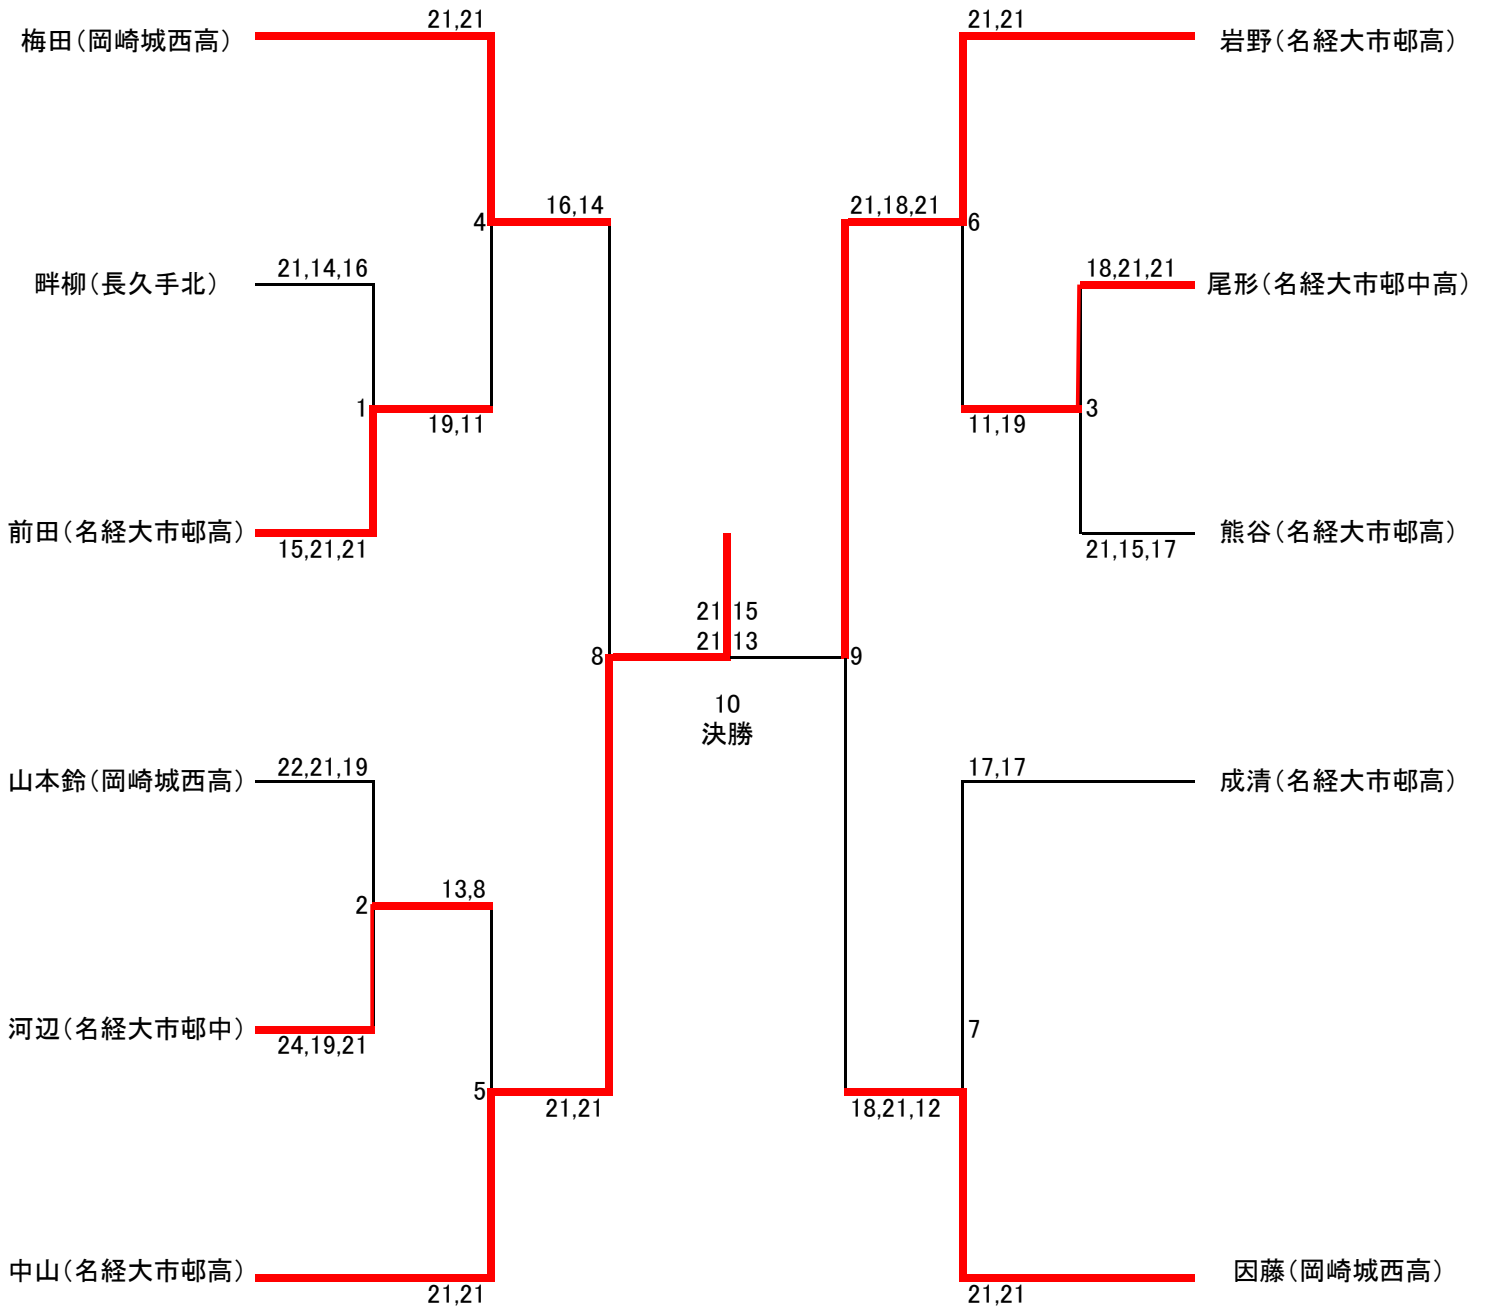 21,21
21,21
梅田(岡崎城西高)
岩野(名経大市邨高)
16,14
21,18,21
4
6
21,14,16
18,21,21
畔柳(長久手北)
尾形(名経大市邨中高)
1
3
19,11
11,19
前田(名経大市邨高)
熊谷(名経大市邨高)
15,21,21
21,15,17
21 15
21 13
8
9
10
決勝
22,21,19
17,17
山本鈴(岡崎城西高)
成清(名経大市邨高)
13,8
2
河辺(名経大市邨中)
7
24,19,21
5
21,21
18,21,12
中山(名経大市邨高)
因藤(岡崎城西高)
21,21
21,21